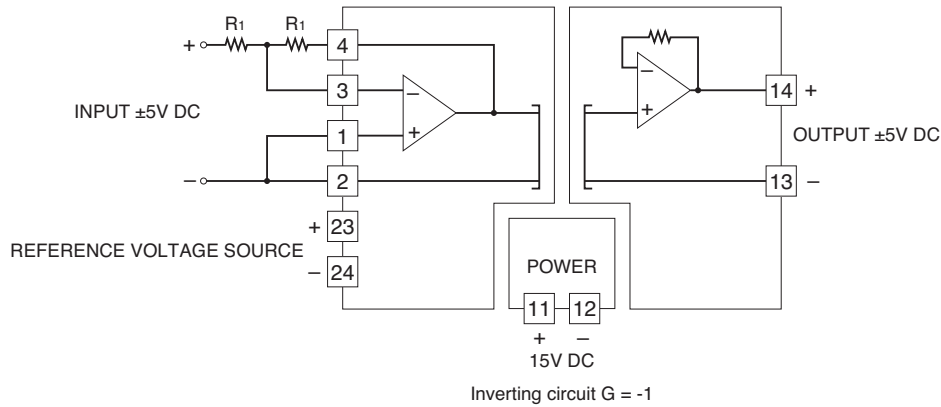 R1 R1
+ 4
3 –
INPUT ±5V DC
1 +
– 2
+ 23
REFERENCE VOLTAGE SOURCE
– 24
–
+
14 +
OUTPUT ±5V DC
13 –
POWER
11 12
+ –
15V DC
Inverting circuit G = -1